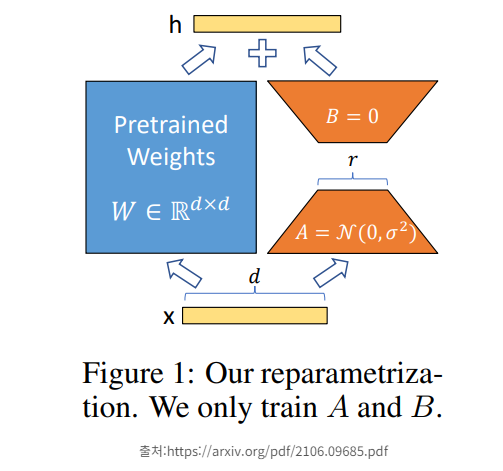 h
Pretrained
Weights
W ∈ ℝ^{d×d}
B = 0
r
A = 𝒩(0, σ²)
d
x
Figure 1: Our reparametriza-
tion. We only train A and B.
출처:https://arxiv.org/pdf/2106.09685.pdf